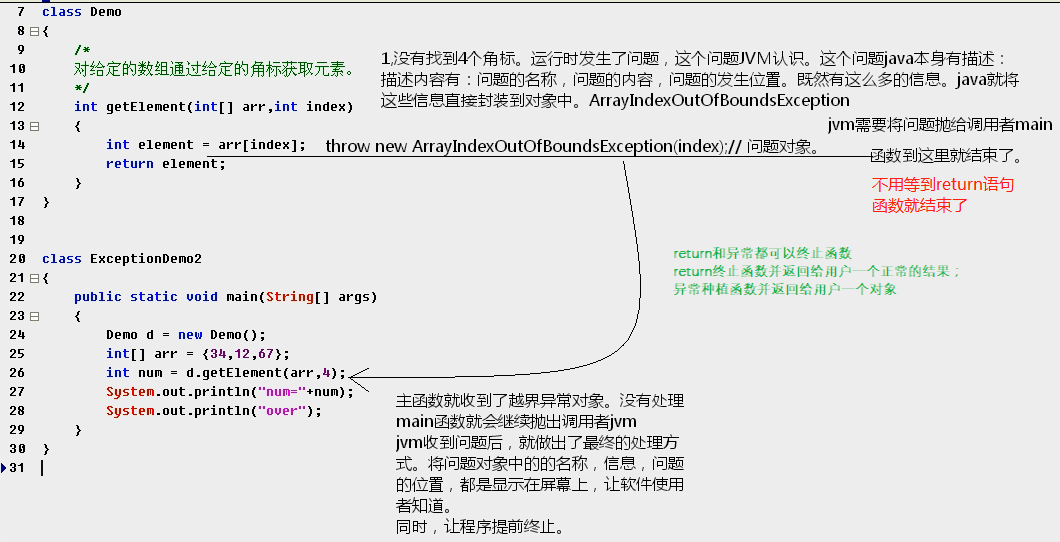 7 class Demo
8 {
9 /*
10 对给定的数组通过给定的角标获取元素。
11 */
12 int getElement(int[] arr,int index)
13 {
14 int element = arr[index];
15 return element;
16 }
17 }
18
19
20 class ExceptionDemo2
21 {
22 public static void main(String[] args)
23 {
24 Demo d = new Demo();
25 int[] arr = {34,12,67};
26 int num = d.getElement(arr,4);
27 System.out.println("num="+num);
28 System.out.println("over");
29 }
30 }
31
1,没有找到4个角标。运行时发生了问题，这个问题JVM认识。这个问题java本身有描述：
描述内容有：问题的名称，问题的内容，问题的发生位置。既然有这么多的信息。java就将
这些信息直接封装到对象中。ArrayIndexOutOfBoundsException
jvm需要将问题抛给调用者main
throw new ArrayIndexOutOfBoundsException(index);// 问题对象。
函数到这里就结束了。
不用等到return语句
函数就结束了
return和异常都可以终止函数
return终止函数并返回给用户一个正常的结果；
异常种植函数并返回给用户一个对象
主函数就收到了越界异常对象。没有处理
main函数就会继续抛出调用者jvm
jvm收到问题后，就做出了最终的处理方
式。将问题对象中的的名称，信息，问题
的位置，都是显示在屏幕上，让软件使用
者知道。
同时，让程序提前终止。